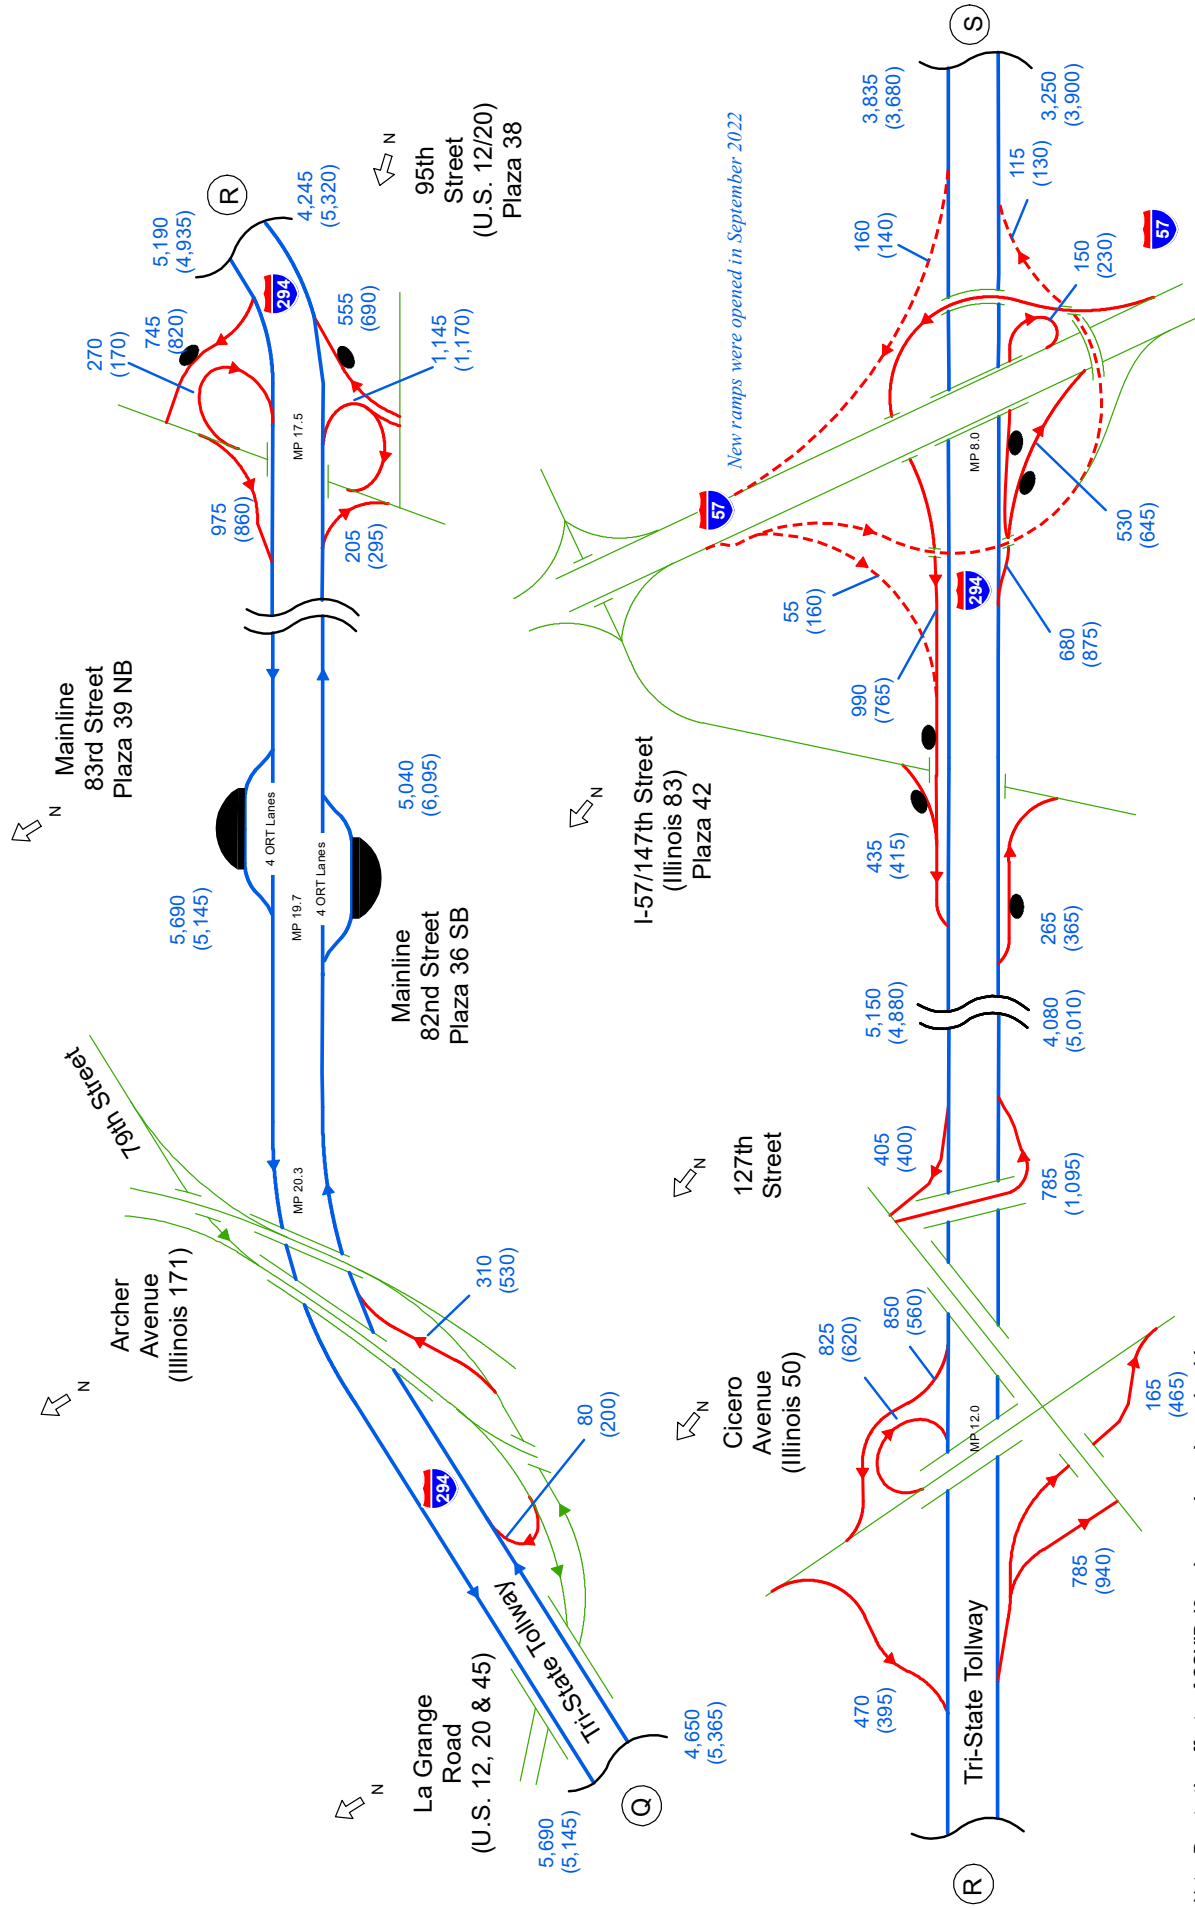 La Grange
Road
(U.S. 12, 20 & 45)
N
5,690
(5,145)
Q
4,650
(5,365)
Tri-State Tollway
294
80
(200)
310
(530)
Archer
Avenue
(Illinois 171)
N
79th Street
MP 20.3
Mainline
82nd Street
Plaza 36 SB
5,690
(5,145)
MP 19.7
4 ORT Lanes
4 ORT Lanes
5,040
(6,095)
Mainline
83rd Street
Plaza 39 NB
N
975
(860)
205
(295)
270
(170)
745
(820)
MP 17.5
555
(690)
1,145
(1,170)
294
5,190
(4,935)
R
4,245
(5,320)
N
95th
Street
(U.S. 12/20)
Plaza 38
R
Tri-State Tollway
470
(395)
785
(940)
165
(465)
Cicero
Avenue
(Illinois 50)
N
825
(620)
850
(560)
MP 12.0
127th
Street
N
405
(400)
785
(1,095)
5,150
(4,880)
4,080
(5,010)
I-57/147th Street
(Illinois 83)
Plaza 42
N
435
(415)
265
(365)
990
(765)
55
(160)
294
680
(875)
530
(645)
57
MP 8.0
New ramps were opened in September 2022
160
(140)
150
(230)
115
(130)
57
3,835
(3,680)
3,250
(3,900)
S